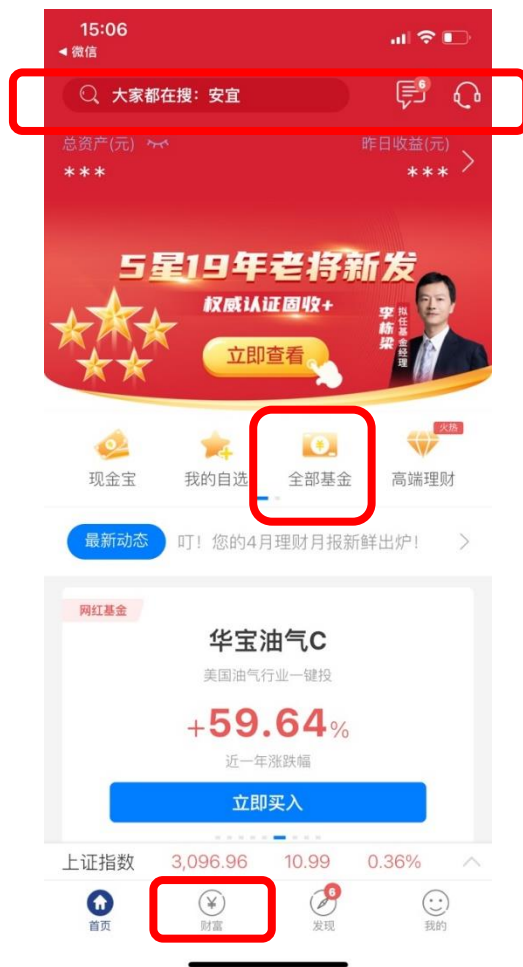 15:06
微信
大家都在搜：安宜
6
总资产(元)
昨日收益(元)
***
***
5星19年老将新发
权威认证固收+
立即查看
李栋梁
拟任基金经理
火热
现金宝
我的自选
全部基金
高端理财
最新动态
叮！您的4月理财月报新鲜出炉！
网红基金
华宝油气C
美国油气行业一键投
+59.64%
近一年涨跌幅
立即买入
上证指数 3,096.96 10.99 0.36%
6
首页
财富
发现
我的